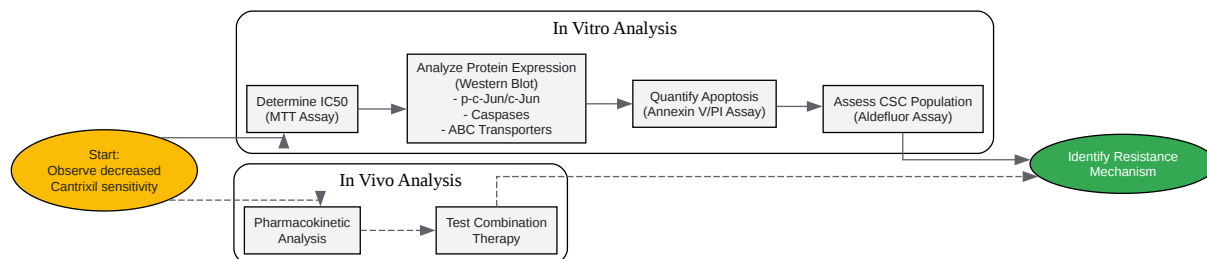 In Vitro Analysis
Determine IC50
(MTT Assay)
Analyze Protein Expression
(Western Blot)
- p-c-Jun/c-Jun
- Caspases
- ABC Transporters
Quantify Apoptosis
(Annexin V/PI Assay)
Assess CSC Population
(Aldefluor Assay)
Start:
Observe decreased
Cantrixil sensitivity
In Vivo Analysis
Pharmacokinetic
Analysis
Test Combination
Therapy
Identify Resistance
Mechanism